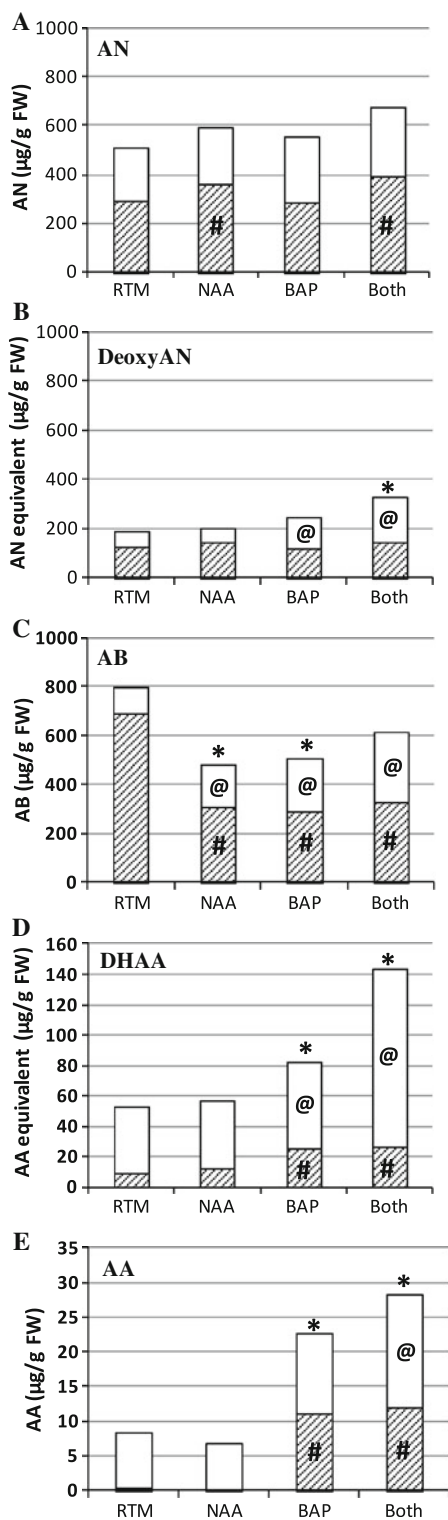 A
AN
AN (µg/g FW)
1000
800
600
400
200
0
# #
RTM NAA BAP Both
B
DeoxyAN
AN equivalent (µg/g FW)
1000
800
600
400
200
0
*
@ @
RTM NAA BAP Both
C
AB
AB (µg/g FW)
1000
800
600
400
200
0
* *
@ @ @
# # #
RTM NAA BAP Both
D
DHAA
AA equivalent (µg/g FW)
160
140
120
100
80
60
40
20
0
* *
@ @
# #
RTM NAA BAP Both
E
AA
AA (µg/g FW)
35
30
25
20
15
10
5
0
* *
@
# #
RTM NAA BAP Both